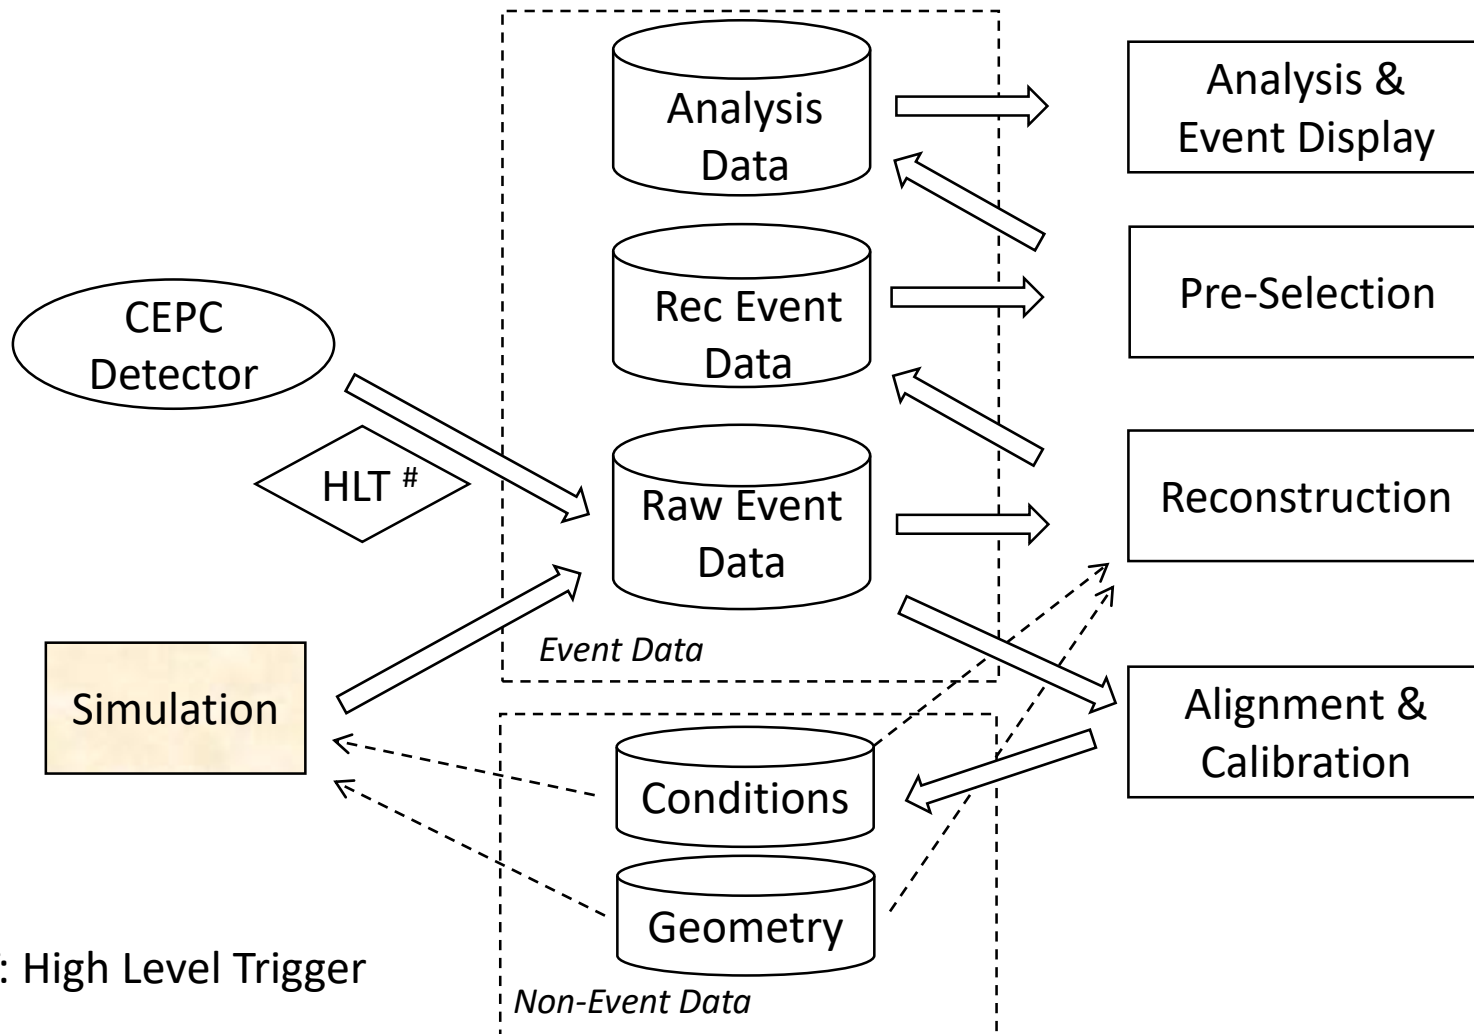 Analysis
Data
Analysis &
Event Display
Rec Event
Data
Pre-Selection
CEPC
Detector
HLT #
Raw Event
Data
Reconstruction
Event Data
Simulation
Alignment &
Calibration
Conditions
Geometry
: High Level Trigger
Non-Event Data